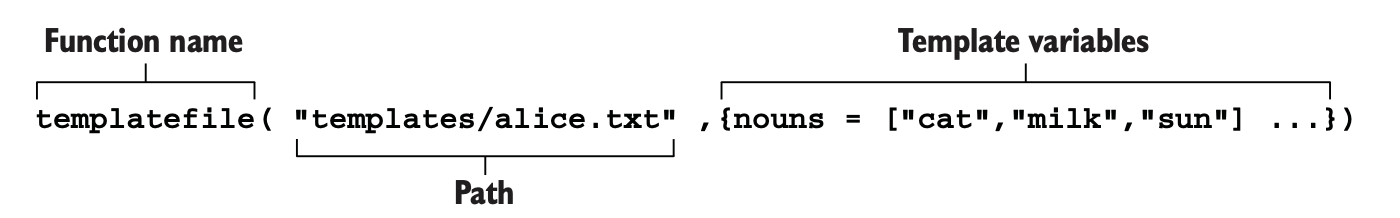 Function name Template variables
templatefile( "templates/alice.txt" ,{nouns = ["cat","milk","sun"] ...})
Path